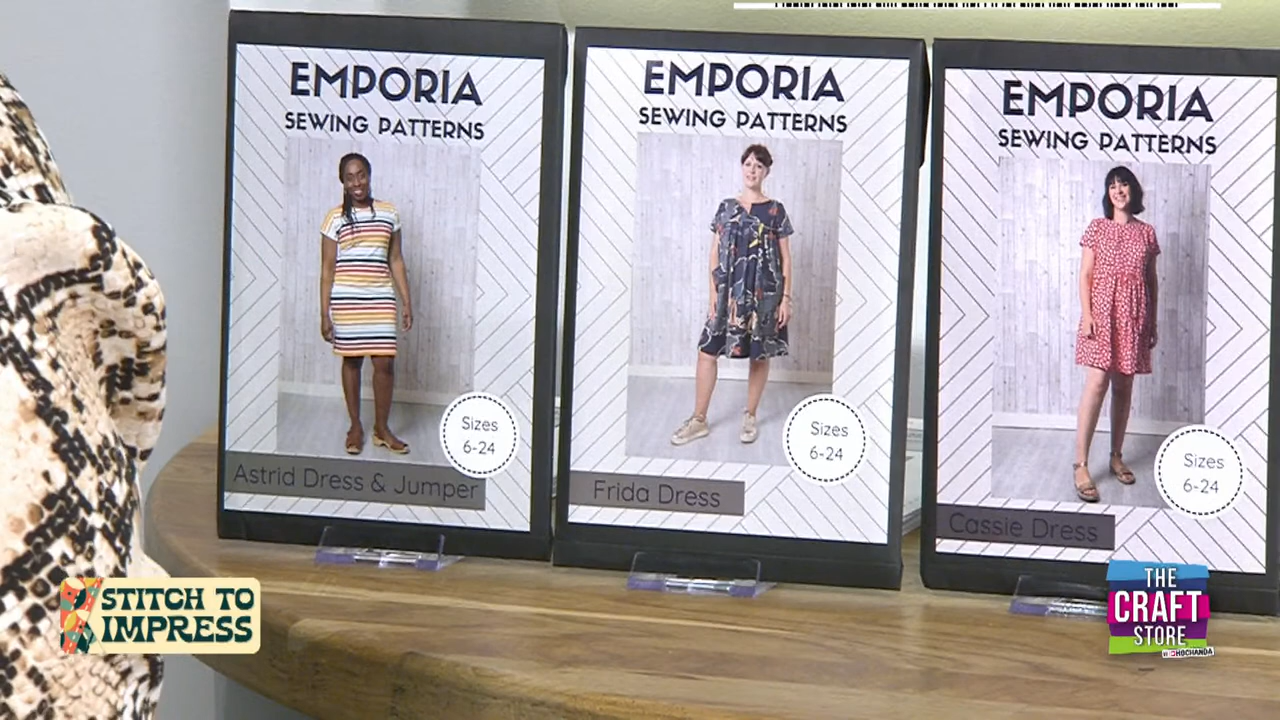 EMPORIA
SEWING PATTERNS
Sizes
6-24
Astrid Dress & Jumper
EMPORIA
SEWING PATTERNS
Sizes
6-24
Frida Dress
EMPORIA
SEWING PATTERNS
Sizes
6-24
Cassie Dress
STITCH TO
IMPRESS
THE
CRAFT
STORE
HOCHANDA